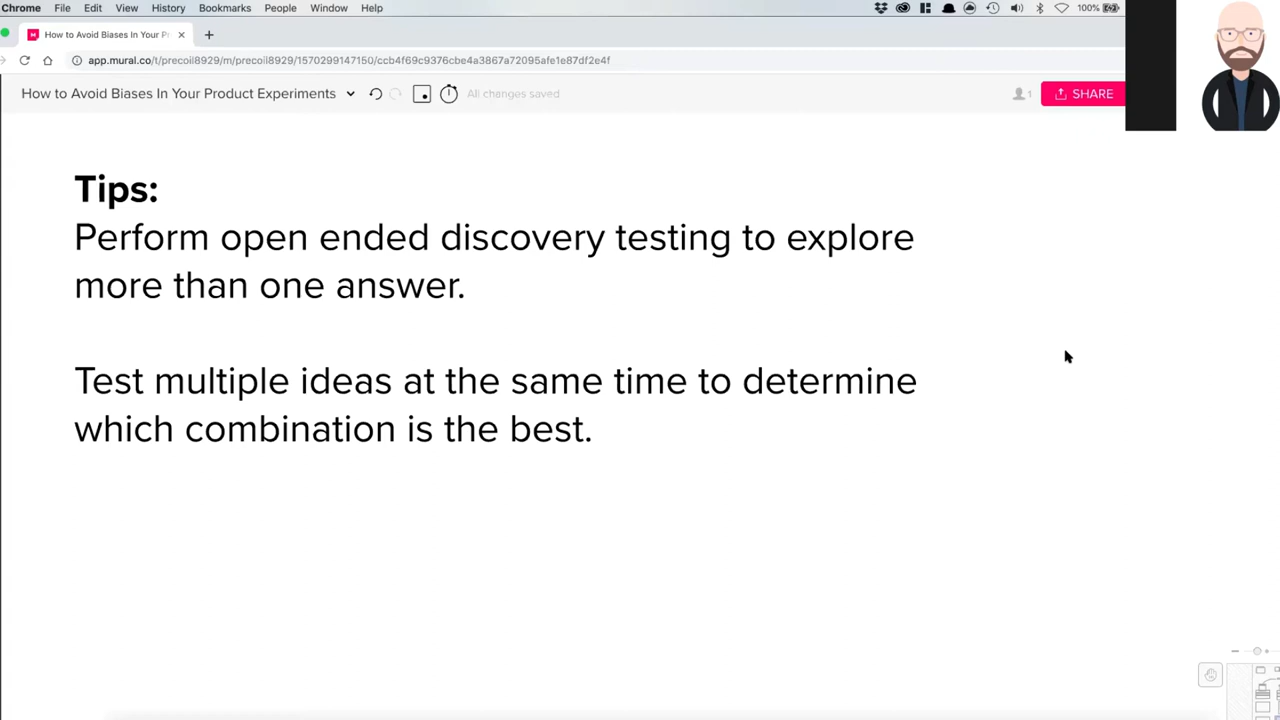 Chrome File Edit View History Bookmarks People Window Help 100%
How to Avoid Biases In Your Pr
app.mural.co/t/precoil8929/m/precoil8929/1570299147150/ccb4f69c9376cbe4a3867a72095afe1e87df2e4f
How to Avoid Biases In Your Product Experiments All changes saved 1 SHARE
Tips:
Perform open ended discovery testing to explore
more than one answer.
Test multiple ideas at the same time to determine
which combination is the best.